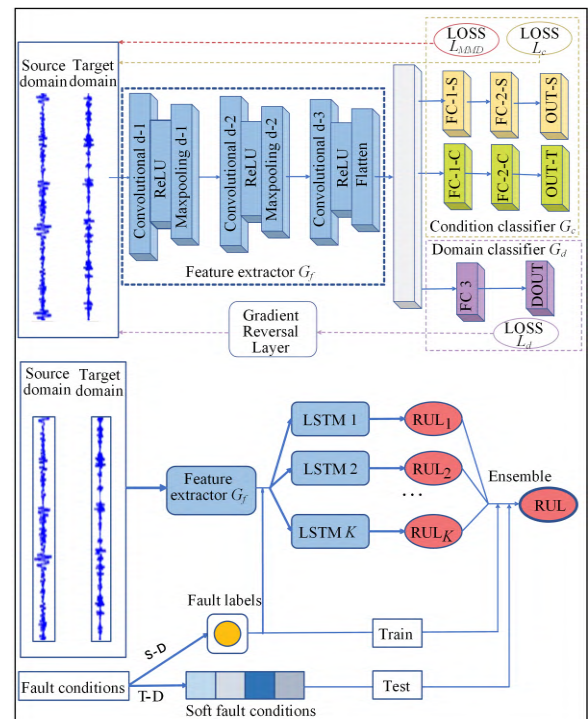 LOSS
L_MMD
LOSS
L_c
Source
domain
Target
domain
Convolutional d-1
ReLU
Maxpooling d-1
Convolutional d-2
ReLU
Maxpooling d-2
Convolutional d-3
ReLU
Flatten
Feature extractor G_f
FC-1-S
FC-2-S
OUT-S
FC-1-C
FC-2-C
OUT-T
Condition classifier G_c
Domain classifier G_d
FC 3
DOUT
LOSS
L_d
Gradient
Reversal
Layer
Source
domain
Target
domain
Feature
extractor G_f
LSTM 1
RUL_1
LSTM 2
RUL_2
...
LSTM K
RUL_K
Ensemble
RUL
Fault labels
S-D
Train
Fault conditions
T-D
Test
Soft fault conditions